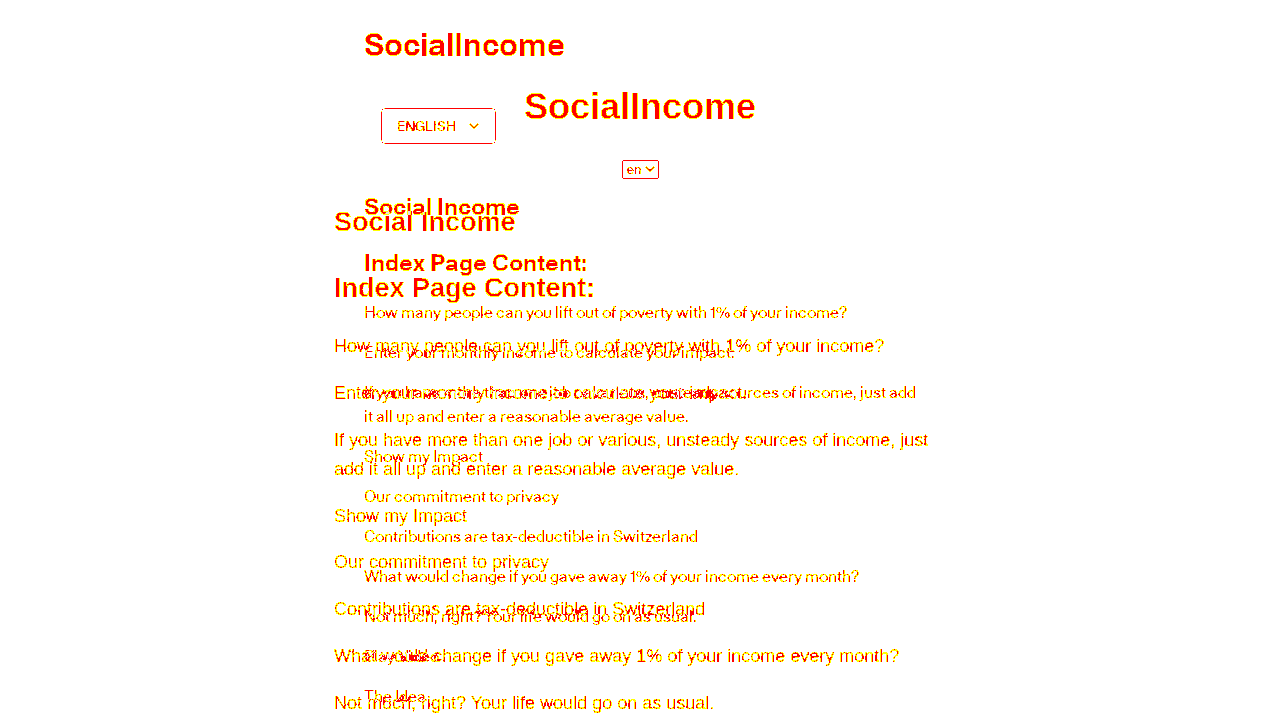 SocialIncome
SocialIncome
ENGLISH
en
Social Income
Social Income
Index Page Content:
Index Page Content:
How many people can you lift out of poverty with 1% of your income?
How many people can you lift out of poverty with 1% of your income?
Enter your monthly income to calculate your impact.
Enter your monthly income to calculate your impact.
If you have more than one job or various, unsteady sources of income, just add
it all up and enter a reasonable average value.
If you have more than one job or various, unsteady sources of income, just
add it all up and enter a reasonable average value.
Show my Impact
Our commitment to privacy
Show my Impact
Contributions are tax-deductible in Switzerland
Our commitment to privacy
What would change if you gave away 1% of your income every month?
Contributions are tax-deductible in Switzerland
Not much, right? Your life would go on as usual.
What would change if you gave away 1% of your income every month?
The Idea
Not much, right? Your life would go on as usual.